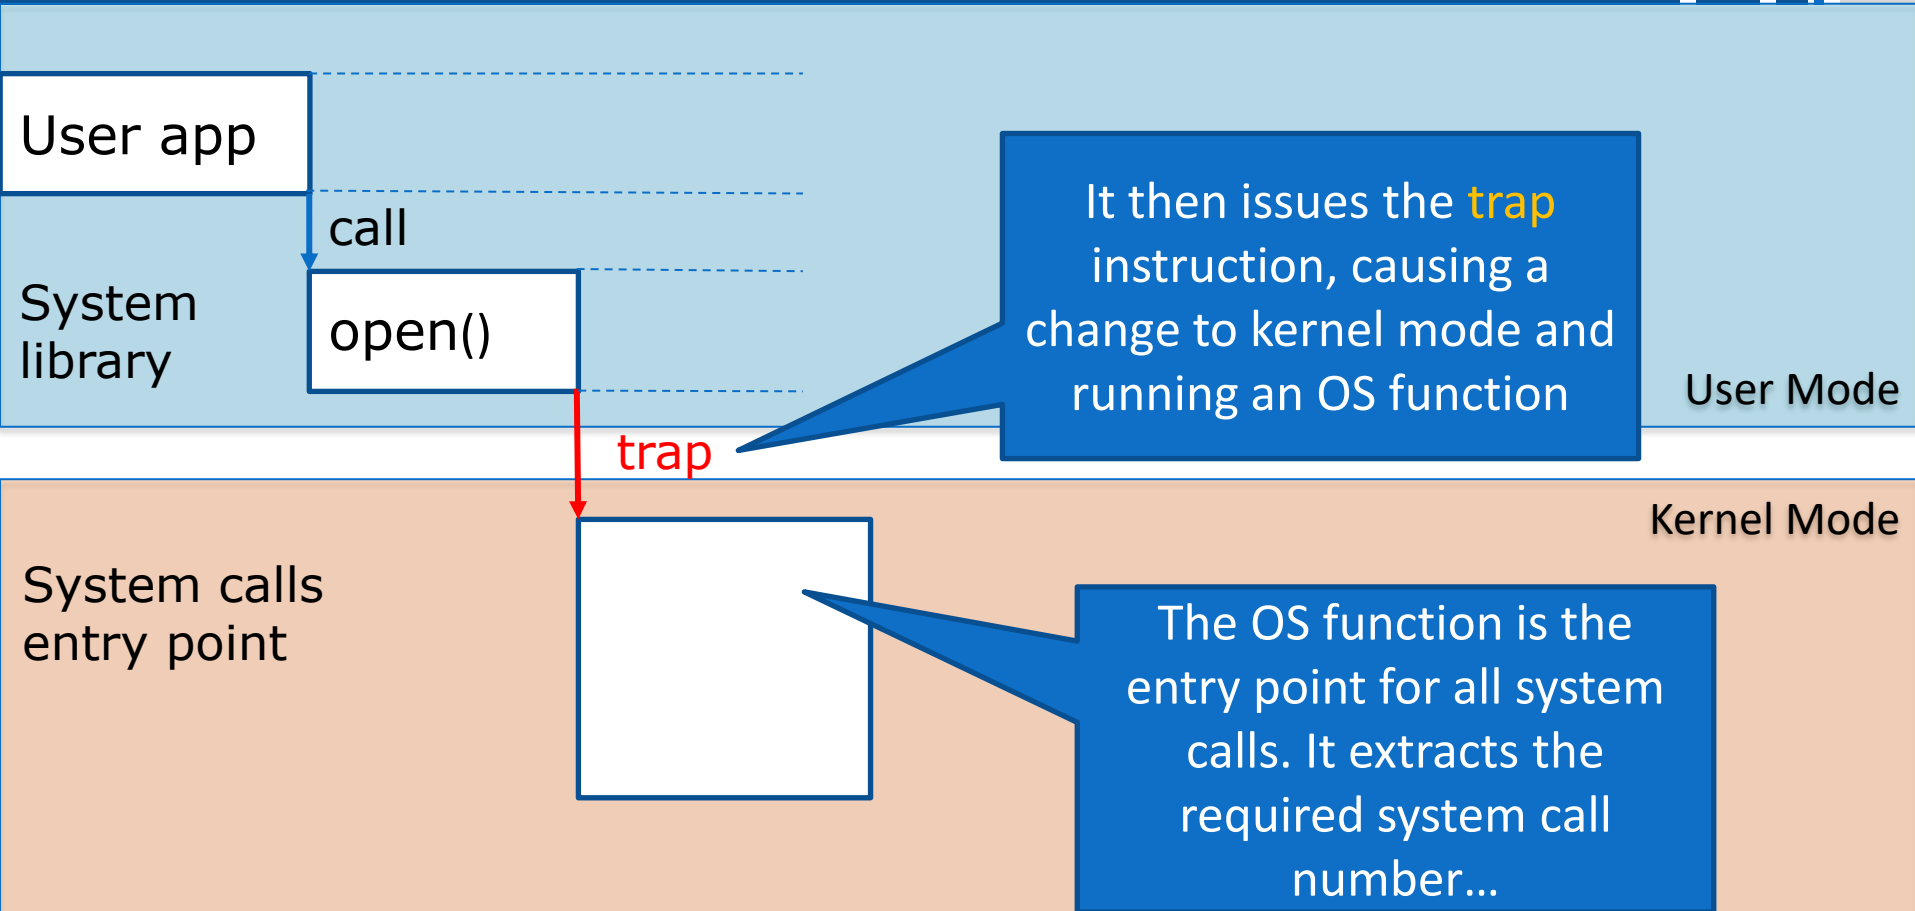 User app
call
System
library
open()
It then issues the trap
instruction, causing a
change to kernel mode and
running an OS function
User Mode
trap
Kernel Mode
System calls
entry point
The OS function is the
entry point for all system
calls. It extracts the
required system call
number…